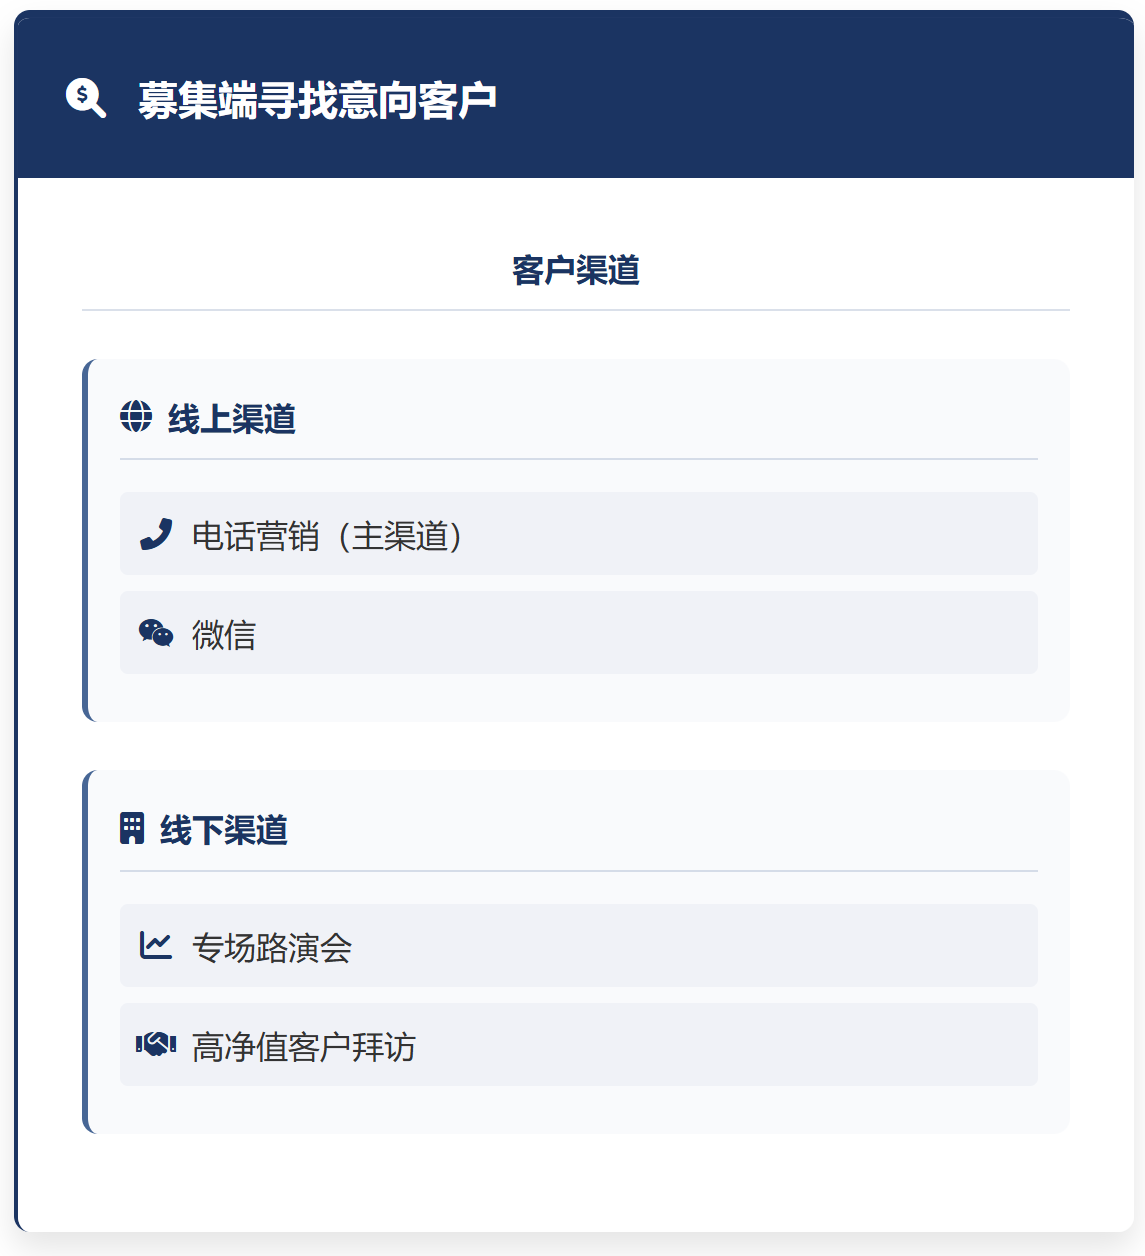 募集端寻找意向客户
客户渠道
线上渠道
电话营销（主渠道）
微信
线下渠道
专场路演会
高净值客户拜访